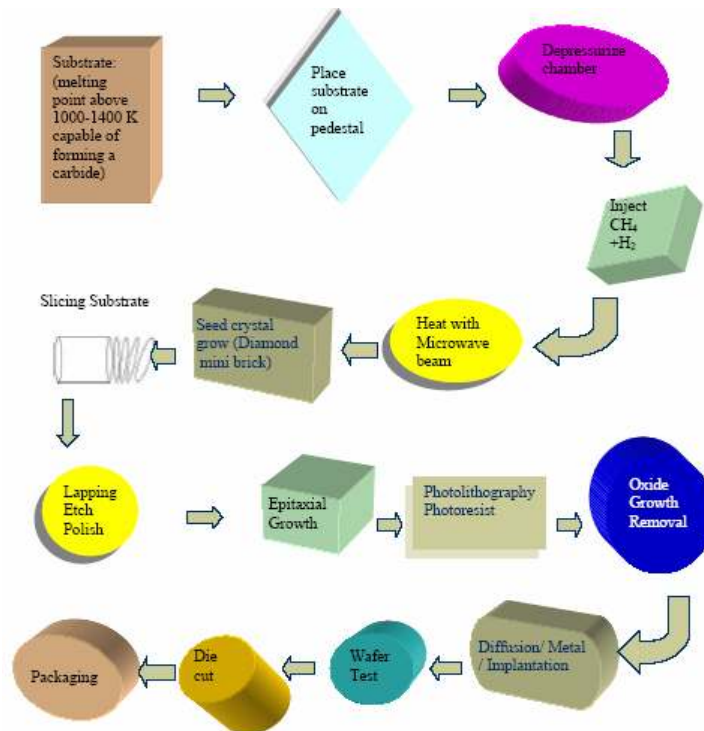 Substrate:
(melting
point above
1000-1400 K
capable of
forming a
carbide)
Place
substrate
on
pedestal
Depressurize
chamber
Inject
CH₄
+H₂
Heat with
Microwave
beam
Seed crystal
grow (Diamond
mini brick)
Slicing Substrate
Lapping
Etch
Polish
Epitaxial
Growth
Photolithography
Photoresist
Oxide
Growth
Removal
Diffusion/ Metal
/ Implantation
Wafer
Test
Die
cut
Packaging